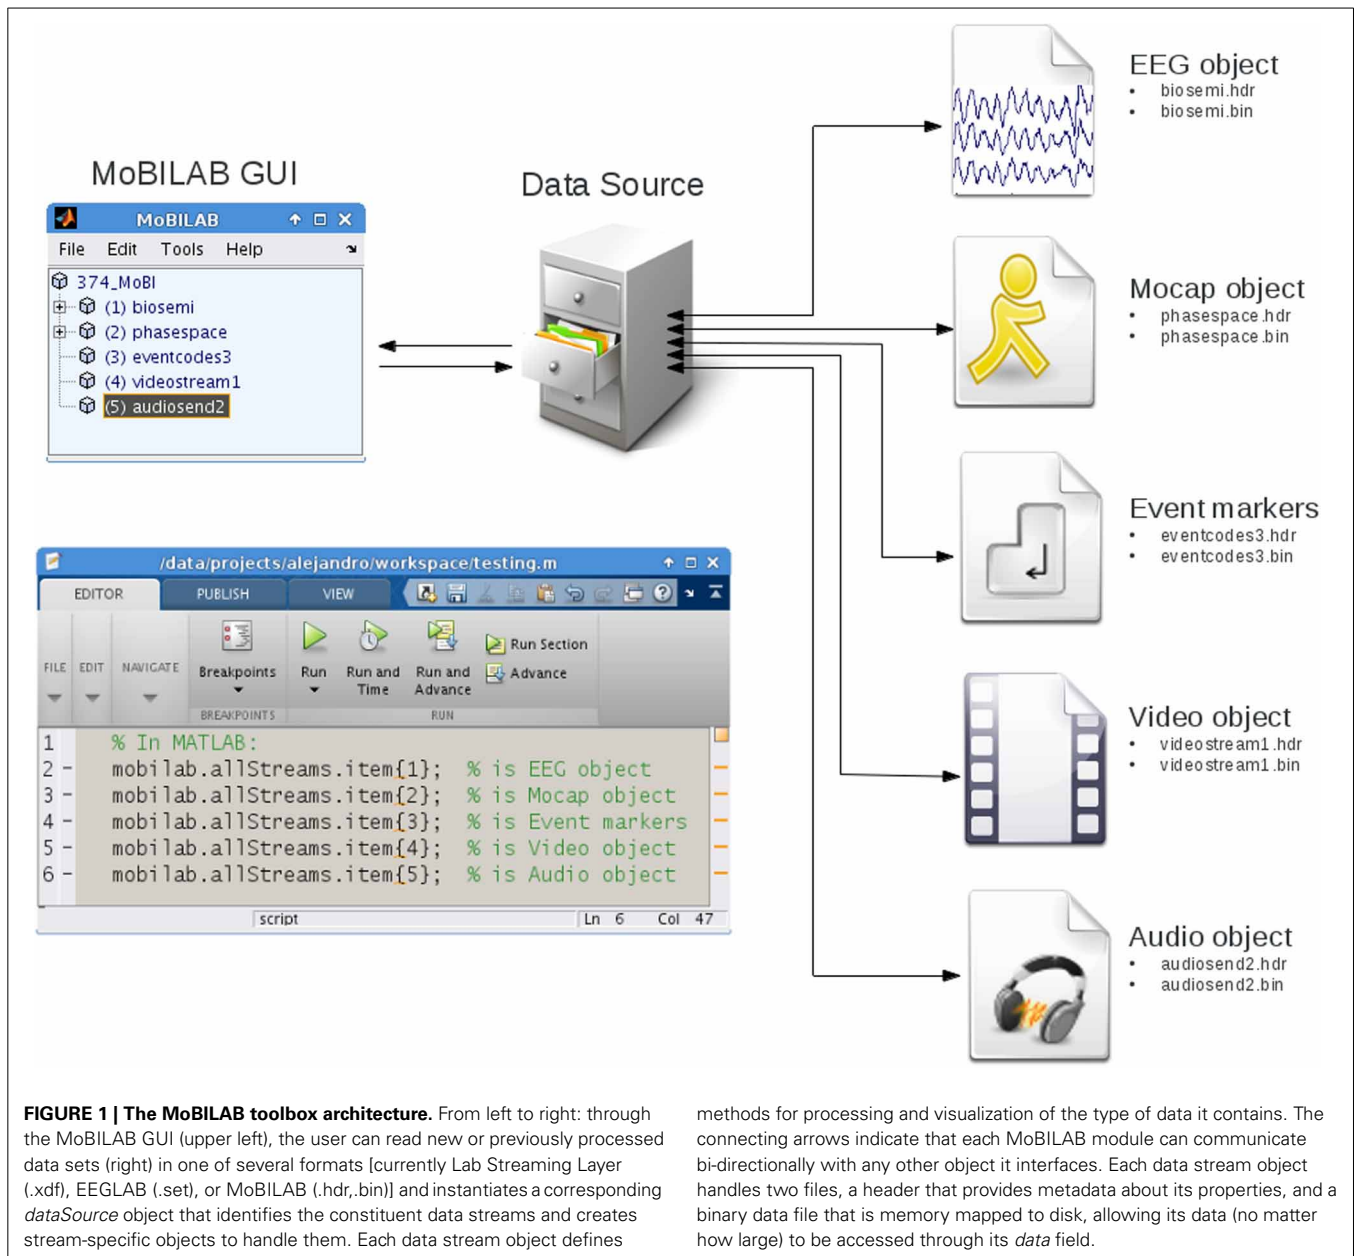 MoBILAB GUI
MoBILAB
File Edit Tools Help
374_MoBI
(1) biosemi
(2) phasespace
(3) eventcodes3
(4) videostream1
(5) audiosend2
Data Source
EEG object
• biosemi.hdr
• biosemi.bin
Mocap object
• phasespace.hdr
• phasespace.bin
Event markers
• eventcodes3.hdr
• eventcodes3.bin
Video object
• videostream1.hdr
• videostream1.bin
Audio object
• audiosend2.hdr
• audiosend2.bin
/data/projects/alejandro/workspace/testing.m
EDITOR PUBLISH VIEW
FILE EDIT NAVIGATE Breakpoints Run Run and Time Run and Advance Run Section Advance
BREAKPOINTS RUN
1 % In MATLAB:
2 – mobilab.allStreams.item{1}; % is EEG object
3 – mobilab.allStreams.item{2}; % is Mocap object
4 – mobilab.allStreams.item{3}; % is Event markers
5 – mobilab.allStreams.item{4}; % is Video object
6 – mobilab.allStreams.item{5}; % is Audio object
script Ln 6 Col 47
FIGURE 1 | The MoBILAB toolbox architecture. From left to right: through
the MoBILAB GUI (upper left), the user can read new or previously processed
data sets (right) in one of several formats [currently Lab Streaming Layer
(.xdf), EEGLAB (.set), or MoBILAB (.hdr,.bin)] and instantiates a corresponding
dataSource object that identifies the constituent data streams and creates
stream-specific objects to handle them. Each data stream object defines
methods for processing and visualization of the type of data it contains. The
connecting arrows indicate that each MoBILAB module can communicate
bi-directionally with any other object it interfaces. Each data stream object
handles two files, a header that provides metadata about its properties, and a
binary data file that is memory mapped to disk, allowing its data (no matter
how large) to be accessed through its data field.